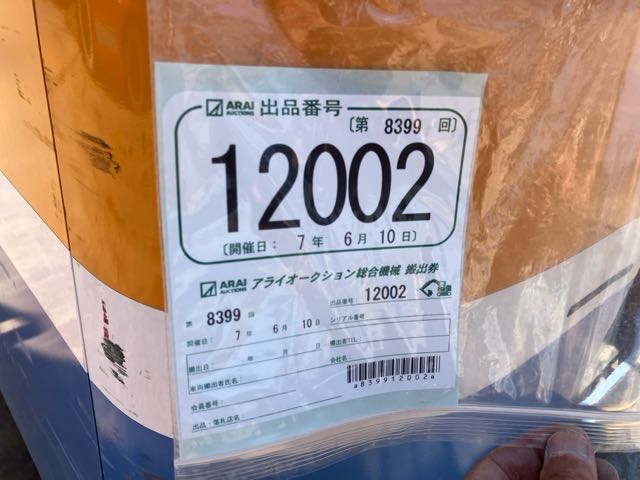 ARAI AUCTIONS 出品番号
〔第 8399 回〕
12002
〔開催日: 7年 6月 10日〕
ARAI AUCTIONS アライオークション総合機械 搬出券
出品番号: 12002
第 8399 回
シリアル番号:
開催日: 7年 6月 10日
搬出日: 年 月 日
搬出者TEL:
車両搬出者氏名:
会社名:
会員番号:
a839912002a
出品・落札店名: